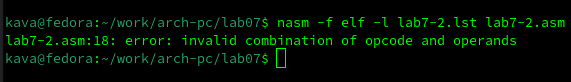 kava@fedora:~/work/arch-pc/lab07$ nasm -f elf -l lab7-2.lst lab7-2.asm
lab7-2.asm:18: error: invalid combination of opcode and operands
kava@fedora:~/work/arch-pc/lab07$